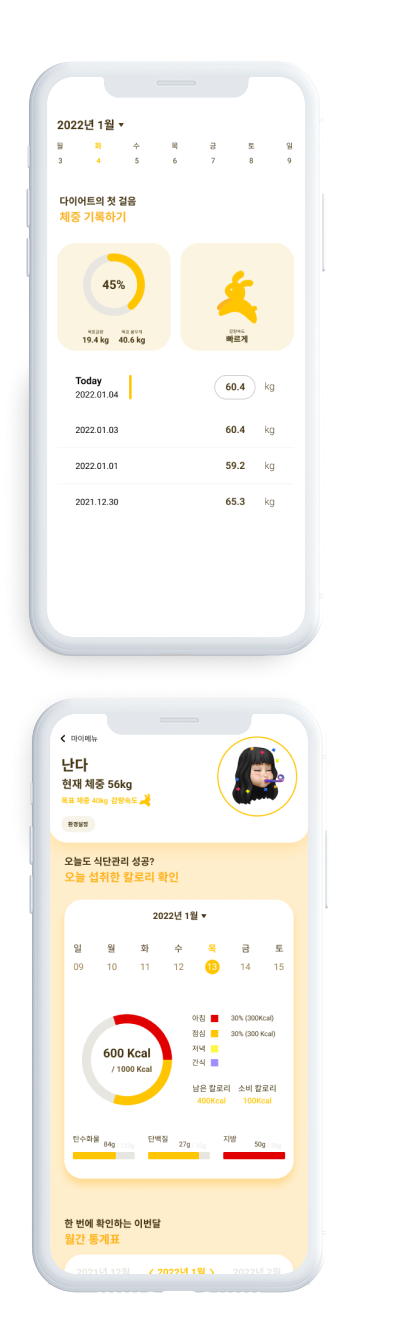 2022년 1월 ▾
월 화 수 목 금 토 일
3 4 5 6 7 8 9
다이어트의 첫 걸음
체중 기록하기
45%
목표감량 목표 몸무게
19.4 kg 40.6 kg
감량속도
빠르게
Today
2022.01.04 60.4 kg
2022.01.03 60.4 kg
2022.01.01 59.2 kg
2021.12.30 65.3 kg
마이메뉴
난다
현재 체중 56kg
목표 체중 40kg 감량속도
환경설정
오늘도 식단관리 성공?
오늘 섭취한 칼로리 확인
2022년 1월 ▾
일 월 화 수 목 금 토
09 10 11 12 13 14 15
600 Kcal
/ 1000 Kcal
아침 30% (300Kcal)
점심 30% (300 Kcal)
저녁
간식
남은 칼로리 소비 칼로리
400Kcal 100Kcal
탄수화물 84g 단백질 27g 지방 50g
한 번에 확인하는 이번달
월간 통계표
2021년 12월 < 2022년 1월 > 2022년 2월